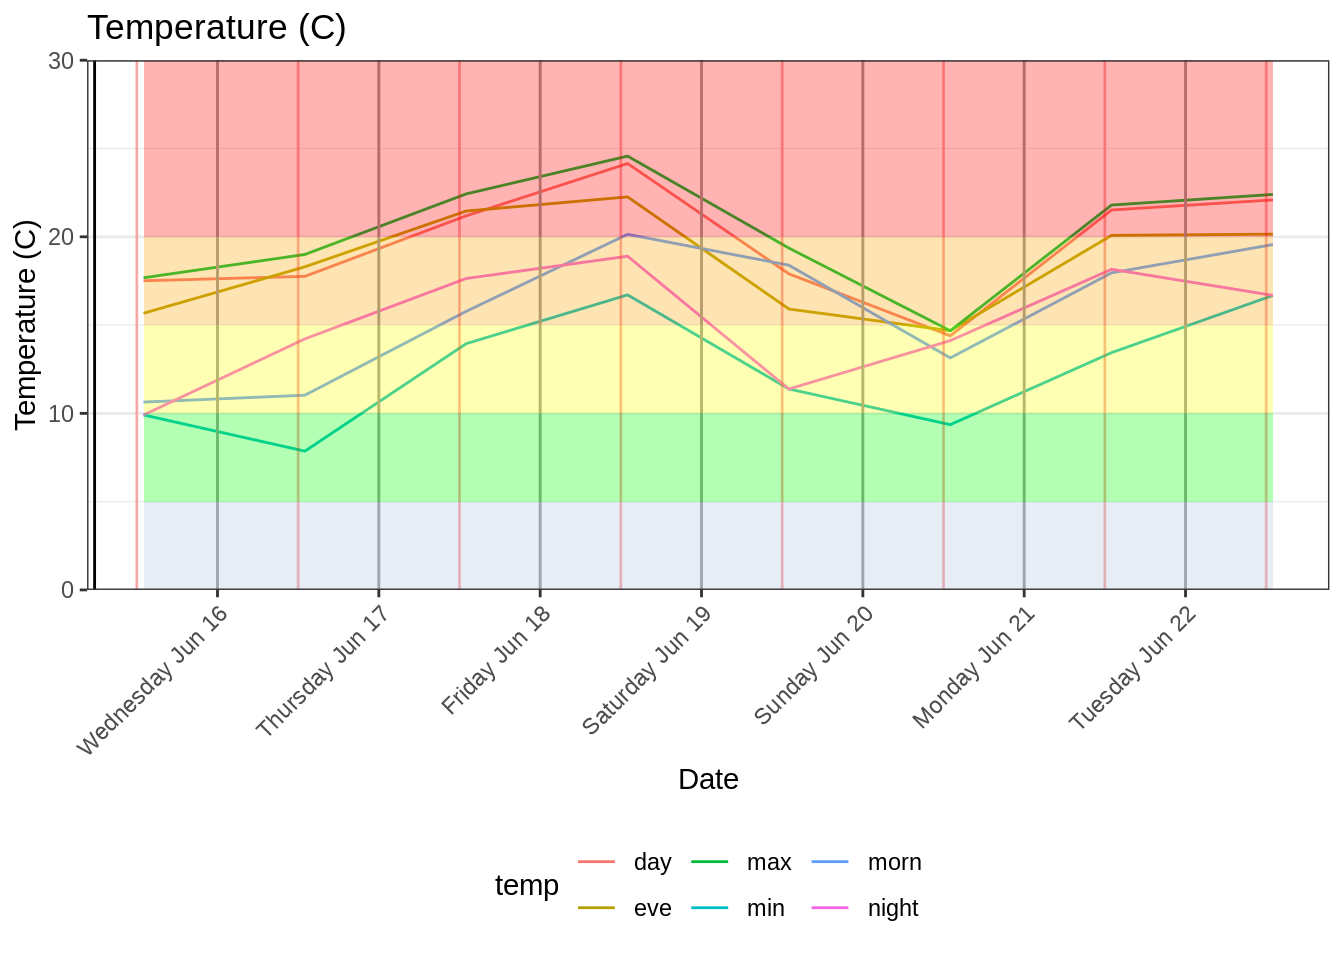 Temperature (C)
30
20
10
0
Temperature (C)
Wednesday Jun 16
Thursday Jun 17
Friday Jun 18
Saturday Jun 19
Sunday Jun 20
Monday Jun 21
Tuesday Jun 22
Date
temp
day max morn
eve min night